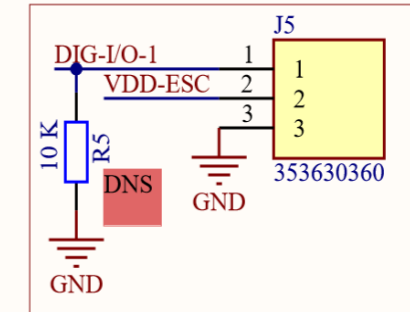 J5
DIG-I/O-1
1
1
VDD-ESC
2
2
3
3
10 K
R5
DNS
GND
353630360
GND